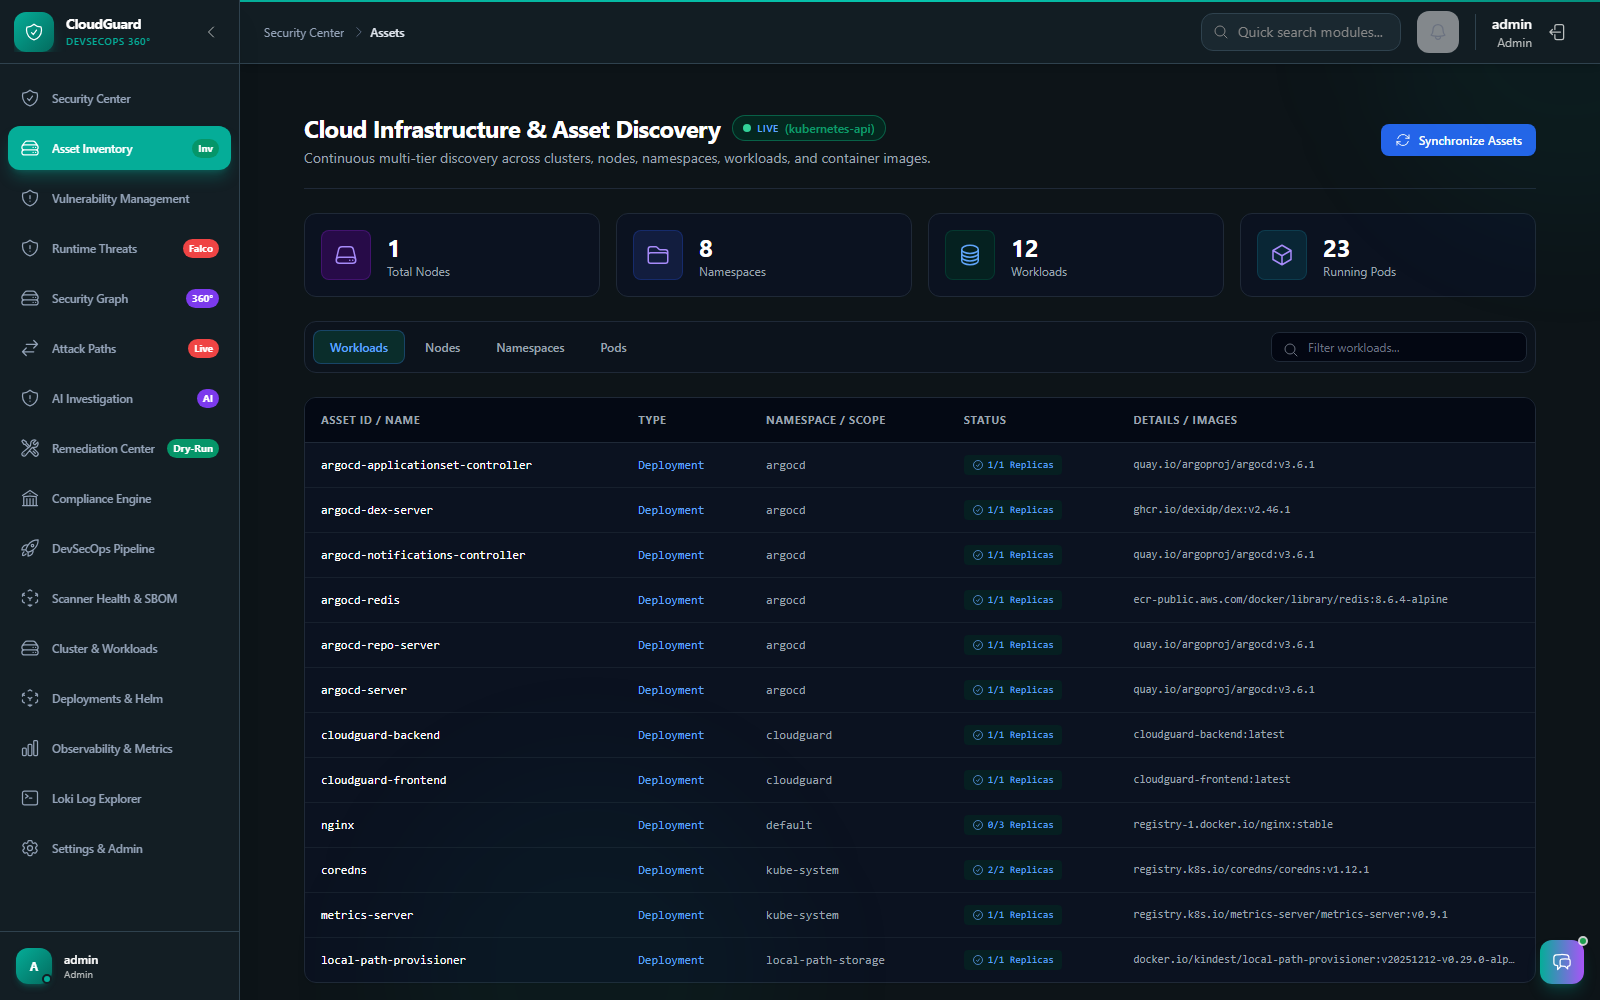 CloudGuard
DEVSECOPS 360°
Security Center > Assets
Quick search modules...
admin
Admin
Security Center
Asset Inventory Inv
Vulnerability Management
Runtime Threats Falco
Security Graph 360°
Attack Paths Live
AI Investigation AI
Remediation Center Dry-Run
Compliance Engine
DevSecOps Pipeline
Scanner Health & SBOM
Cluster & Workloads
Deployments & Helm
Observability & Metrics
Loki Log Explorer
Settings & Admin
A
admin
Admin
Cloud Infrastructure & Asset Discovery LIVE (kubernetes-api)
Continuous multi-tier discovery across clusters, nodes, namespaces, workloads, and container images.
Synchronize Assets
1
Total Nodes
8
Namespaces
12
Workloads
23
Running Pods
Workloads Nodes Namespaces Pods
Filter workloads...
ASSET ID / NAME TYPE NAMESPACE / SCOPE STATUS DETAILS / IMAGES
argocd-applicationset-controller Deployment argocd 1/1 Replicas quay.io/argoproj/argocd:v3.6.1
argocd-dex-server Deployment argocd 1/1 Replicas ghcr.io/dexidp/dex:v2.46.1
argocd-notifications-controller Deployment argocd 1/1 Replicas quay.io/argoproj/argocd:v3.6.1
argocd-redis Deployment argocd 1/1 Replicas ecr-public.aws.com/docker/library/redis:8.6.4-alpine
argocd-repo-server Deployment argocd 1/1 Replicas quay.io/argoproj/argocd:v3.6.1
argocd-server Deployment argocd 1/1 Replicas quay.io/argoproj/argocd:v3.6.1
cloudguard-backend Deployment cloudguard 1/1 Replicas cloudguard-backend:latest
cloudguard-frontend Deployment cloudguard 1/1 Replicas cloudguard-frontend:latest
nginx Deployment default 0/3 Replicas registry-1.docker.io/nginx:stable
coredns Deployment kube-system 2/2 Replicas registry.k8s.io/coredns/coredns:v1.12.1
metrics-server Deployment kube-system 1/1 Replicas registry.k8s.io/metrics-server/metrics-server:v0.9.1
local-path-provisioner Deployment local-path-storage 1/1 Replicas docker.io/kindest/local-path-provisioner:v20251212-v0.29.0-alp…